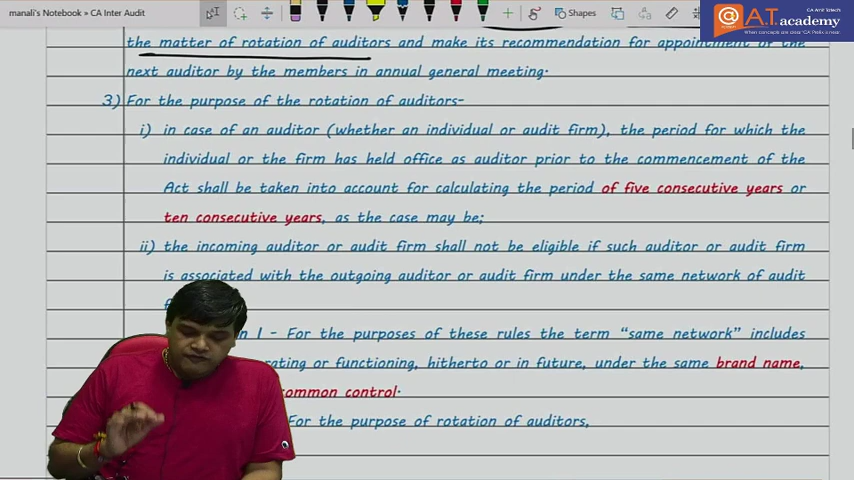 manali's Notebook » CA Inter Audit
Shapes
CA Amit Tated's
A.T. academy
the matter of rotation of auditors and make its recommendation for appointment of the
next auditor by the members in annual general meeting.
3) For the purpose of the rotation of auditors-
i) in case of an auditor (whether an individual or audit firm), the period for which the
individual or the firm has held office as auditor prior to the commencement of the
Act shall be taken into account for calculating the period of five consecutive years or
ten consecutive years, as the case may be;
ii) the incoming auditor or audit firm shall not be eligible if such auditor or audit firm
is associated with the outgoing auditor or audit firm under the same network of audit
1 - For the purposes of these rules the term "same network" includes
or functioning, hitherto or in future, under the same brand name,
common control.
For the purpose of rotation of auditors,